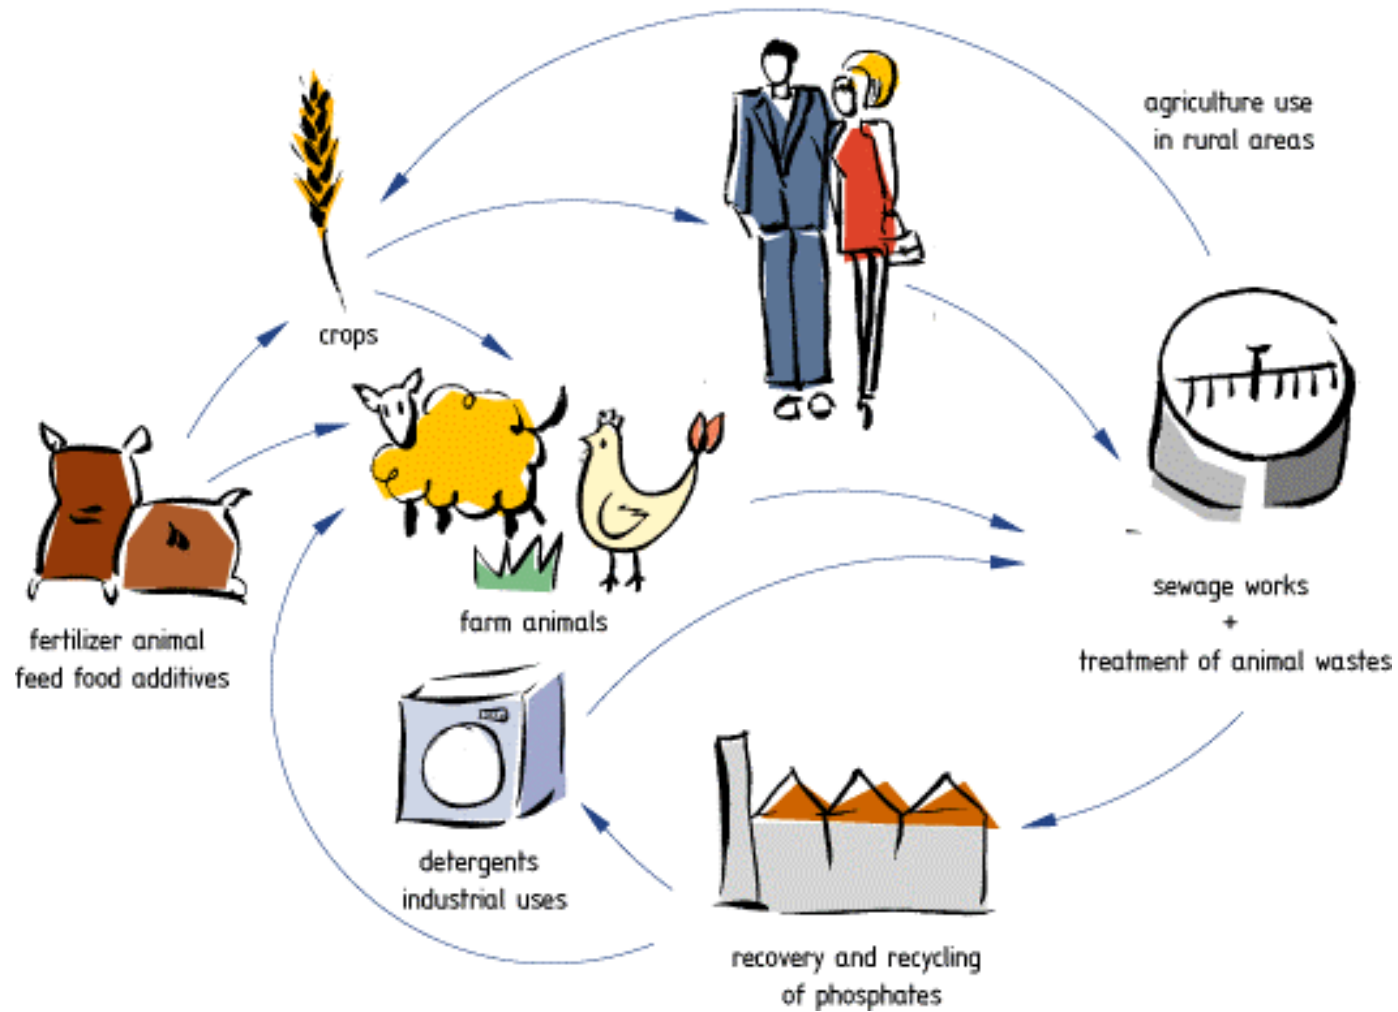 agriculture use
in rural areas
crops
fertilizer animal
feed food additives
farm animals
sewage works
+
treatment of animal wastes
detergents
industrial uses
recovery and recycling
of phosphates